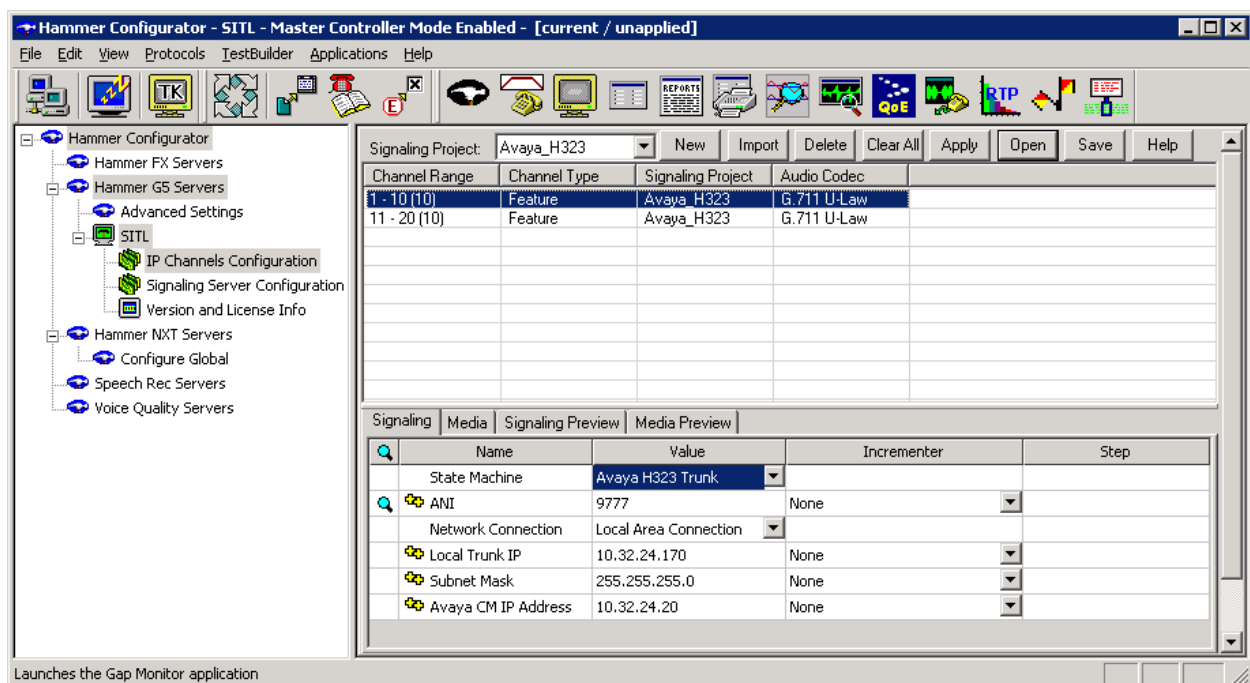 Hammer Configurator - SITL - Master Controller Mode Enabled - [current / unapplied]
File Edit View Protocols TestBuilder Applications Help
TK E REPORTS QoE RTP
Hammer Configurator
Hammer FX Servers
Hammer G5 Servers
Advanced Settings
SITL
IP Channels Configuration
Signaling Server Configuration
Version and License Info
Hammer NXT Servers
Configure Global
Speech Rec Servers
Voice Quality Servers
Signaling Project: Avaya_H323 New Import Delete Clear All Apply Open Save Help
Channel Range Channel Type Signaling Project Audio Codec
1 - 10 (10) Feature Avaya_H323 G.711 U-Law
11 - 20 (10) Feature Avaya_H323 G.711 U-Law
Signaling Media Signaling Preview Media Preview
Name Value Incrementer Step
State Machine Avaya H323 Trunk
ANI 9777 None
Network Connection Local Area Connection
Local Trunk IP 10.32.24.170 None
Subnet Mask 255.255.255.0 None
Avaya CM IP Address 10.32.24.20 None
Launches the Gap Monitor application